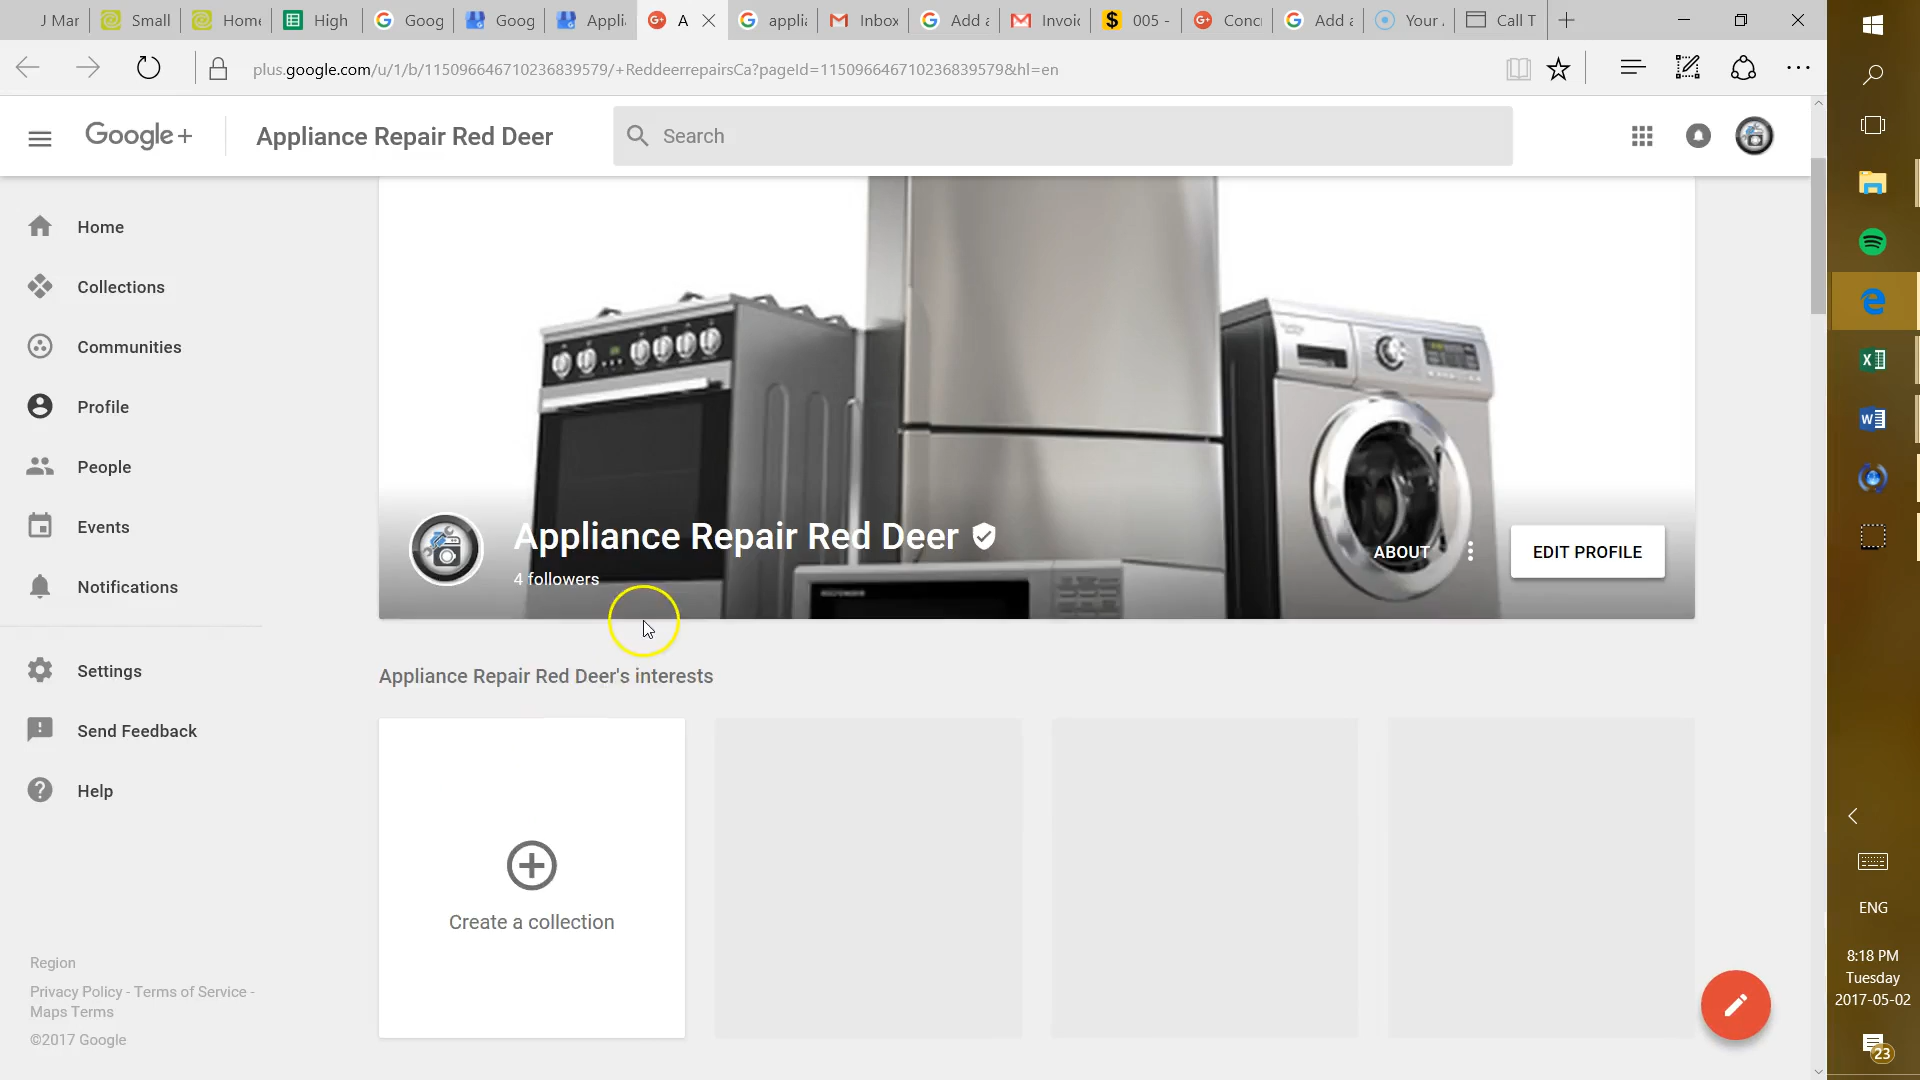 J Mar
Small
Home
High
Goog
Goog
Appli
A
applia
Inbox
Add a
Invoic
005 -
Conc
Add a
Your
Call T
plus.google.com/u/1/b/115096646710236839579/+ReddeerrepairsCa?pageId=115096646710236839579&hl=en
Google+
Appliance Repair Red Deer
Search
Home
Collections
Communities
Profile
People
Events
Notifications
Settings
Send Feedback
Help
Region
Privacy Policy - Terms of Service -
Maps Terms
©2017 Google
Appliance Repair Red Deer
4 followers
ABOUT
EDIT PROFILE
Appliance Repair Red Deer's interests
Create a collection
ENG
8:18 PM
Tuesday
2017-05-02
23